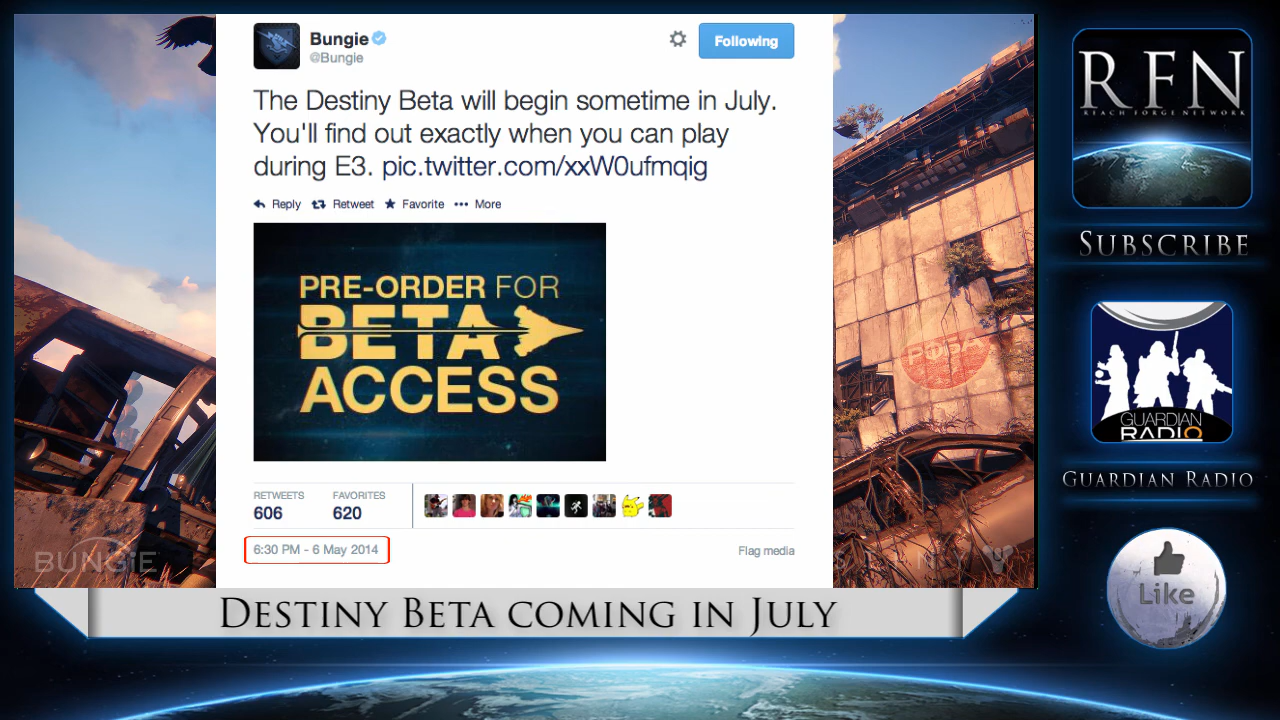 Bungie
@Bungie
Following
The Destiny Beta will begin sometime in July.
You'll find out exactly when you can play
during E3. pic.twitter.com/xxW0ufmqig
Reply Retweet Favorite More
PRE-ORDER FOR
BETA
ACCESS
RETWEETS FAVORITES
606 620
6:30 PM - 6 May 2014
Flag media
BUNGiE
Destiny Beta coming in July
RFN
REACH FORGE NETWORK
Subscribe
GUARDIAN
RADIO
Guardian Radio
Like